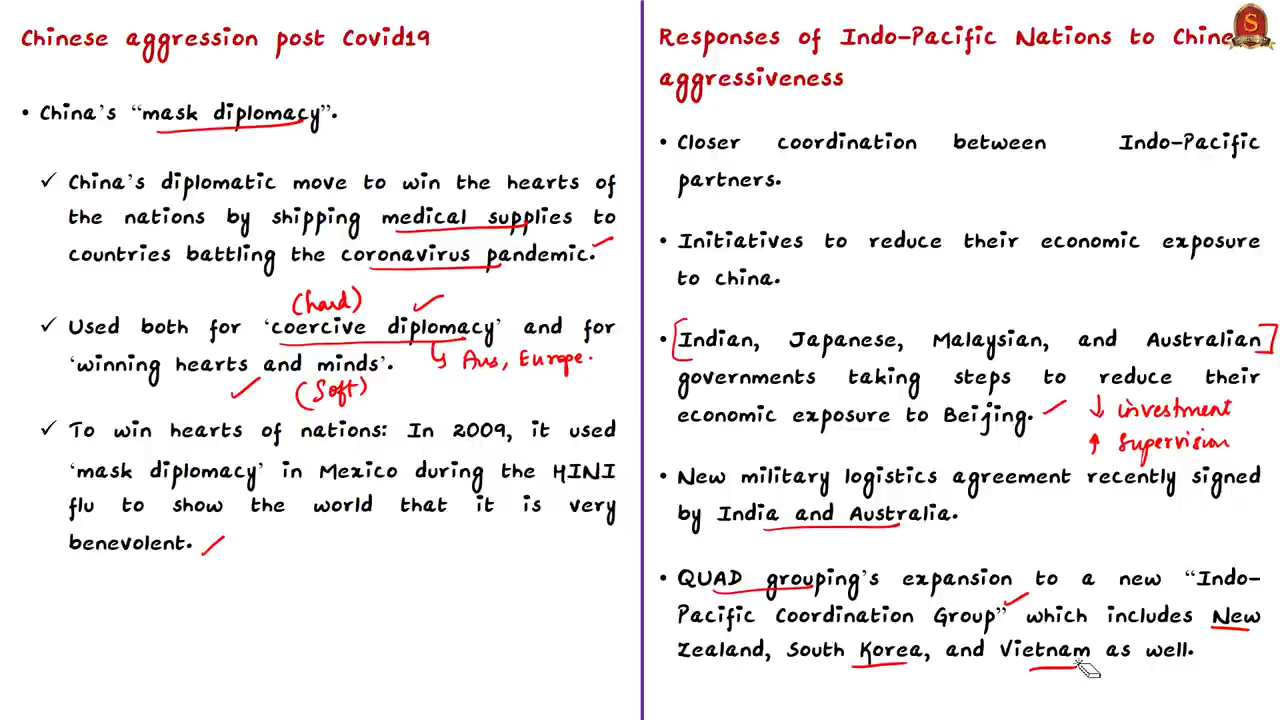 Chinese aggression post Covid19
• China's "mask diplomacy".
✓ China's diplomatic move to win the hearts of
the nations by shipping medical supplies to
countries battling the coronavirus pandemic.
(hard)
✓ Used both for 'coercive diplomacy' and for
'winning hearts and minds'.
↳ Aus, Europe.
(Soft)
✓ To win hearts of nations: In 2009, it used
'mask diplomacy' in Mexico during the H1N1
flu to show the world that it is very
benevolent.
Responses of Indo-Pacific Nations to Chine
S
aggressiveness
• Closer coordination between Indo-Pacific
partners.
• Initiatives to reduce their economic exposure
to china.
• [Indian, Japanese, Malaysian, and Australian]
governments taking steps to reduce their
economic exposure to Beijing.
↓ investment
↑ supervision
• New military logistics agreement recently signed
by India and Australia.
• QUAD grouping's expansion to a new "Indo-
Pacific Coordination Group" which includes New
Zealand, South Korea, and Vietnam as well.